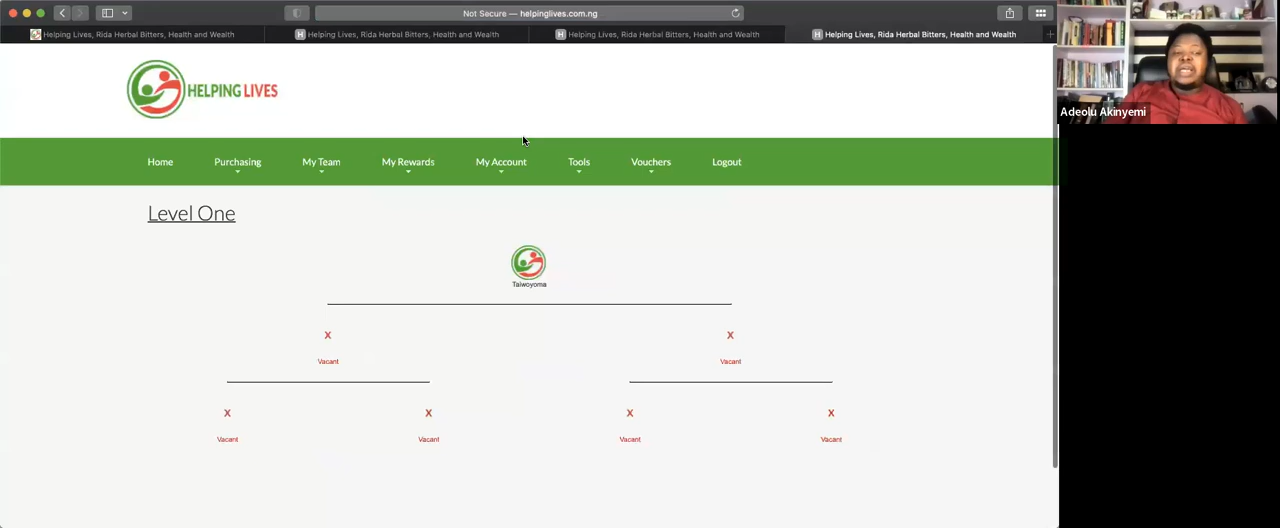 Not Secure — helpinglives.com.ng
Helping Lives, Rida Herbal Bitters, Health and Wealth
H Helping Lives, Rida Herbal Bitters, Health and Wealth
H Helping Lives, Rida Herbal Bitters, Health and Wealth
H Helping Lives, Rida Herbal Bitters, Health and Wealth
HELPING LIVES
Adeolu Akinyemi
Home Purchasing My Team My Rewards My Account Tools Vouchers Logout
Level One
Taiwoyoma
X X
Vacant Vacant
X X X X
Vacant Vacant Vacant Vacant